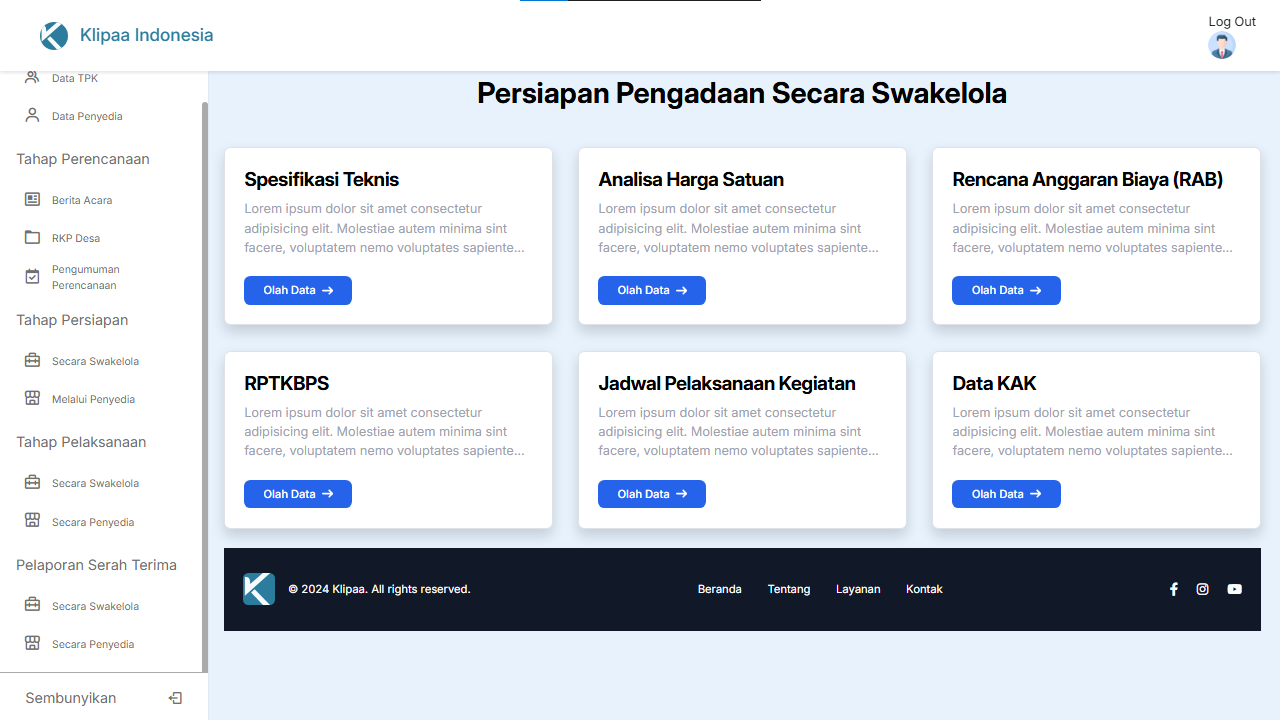 Klipaa Indonesia
Log Out
Data TPK
Data Penyedia
Tahap Perencanaan
Berita Acara
RKP Desa
Pengumuman
Perencanaan
Tahap Persiapan
Secara Swakelola
Melalui Penyedia
Tahap Pelaksanaan
Secara Swakelola
Secara Penyedia
Pelaporan Serah Terima
Secara Swakelola
Secara Penyedia
Sembunyikan
Persiapan Pengadaan Secara Swakelola
Spesifikasi Teknis
Lorem ipsum dolor sit amet consectetur
adipisicing elit. Molestiae autem minima sint
facere, voluptatem nemo voluptates sapiente...
Olah Data
Analisa Harga Satuan
Lorem ipsum dolor sit amet consectetur
adipisicing elit. Molestiae autem minima sint
facere, voluptatem nemo voluptates sapiente...
Olah Data
Rencana Anggaran Biaya (RAB)
Lorem ipsum dolor sit amet consectetur
adipisicing elit. Molestiae autem minima sint
facere, voluptatem nemo voluptates sapiente...
Olah Data
RPTKBPS
Lorem ipsum dolor sit amet consectetur
adipisicing elit. Molestiae autem minima sint
facere, voluptatem nemo voluptates sapiente...
Olah Data
Jadwal Pelaksanaan Kegiatan
Lorem ipsum dolor sit amet consectetur
adipisicing elit. Molestiae autem minima sint
facere, voluptatem nemo voluptates sapiente...
Olah Data
Data KAK
Lorem ipsum dolor sit amet consectetur
adipisicing elit. Molestiae autem minima sint
facere, voluptatem nemo voluptates sapiente...
Olah Data
© 2024 Klipaa. All rights reserved.
Beranda Tentang Layanan Kontak